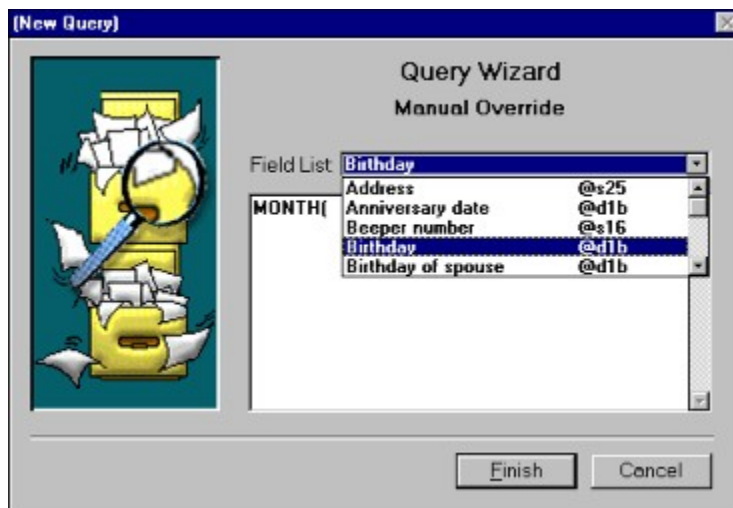 (New Query)
Query Wizard
Manual Override
Field List Birthday
Address @s25
MONTH( Anniversary date @d1b
Beeper number @s16
Birthday @d1b
Birthday of spouse @d1b
Finish Cancel